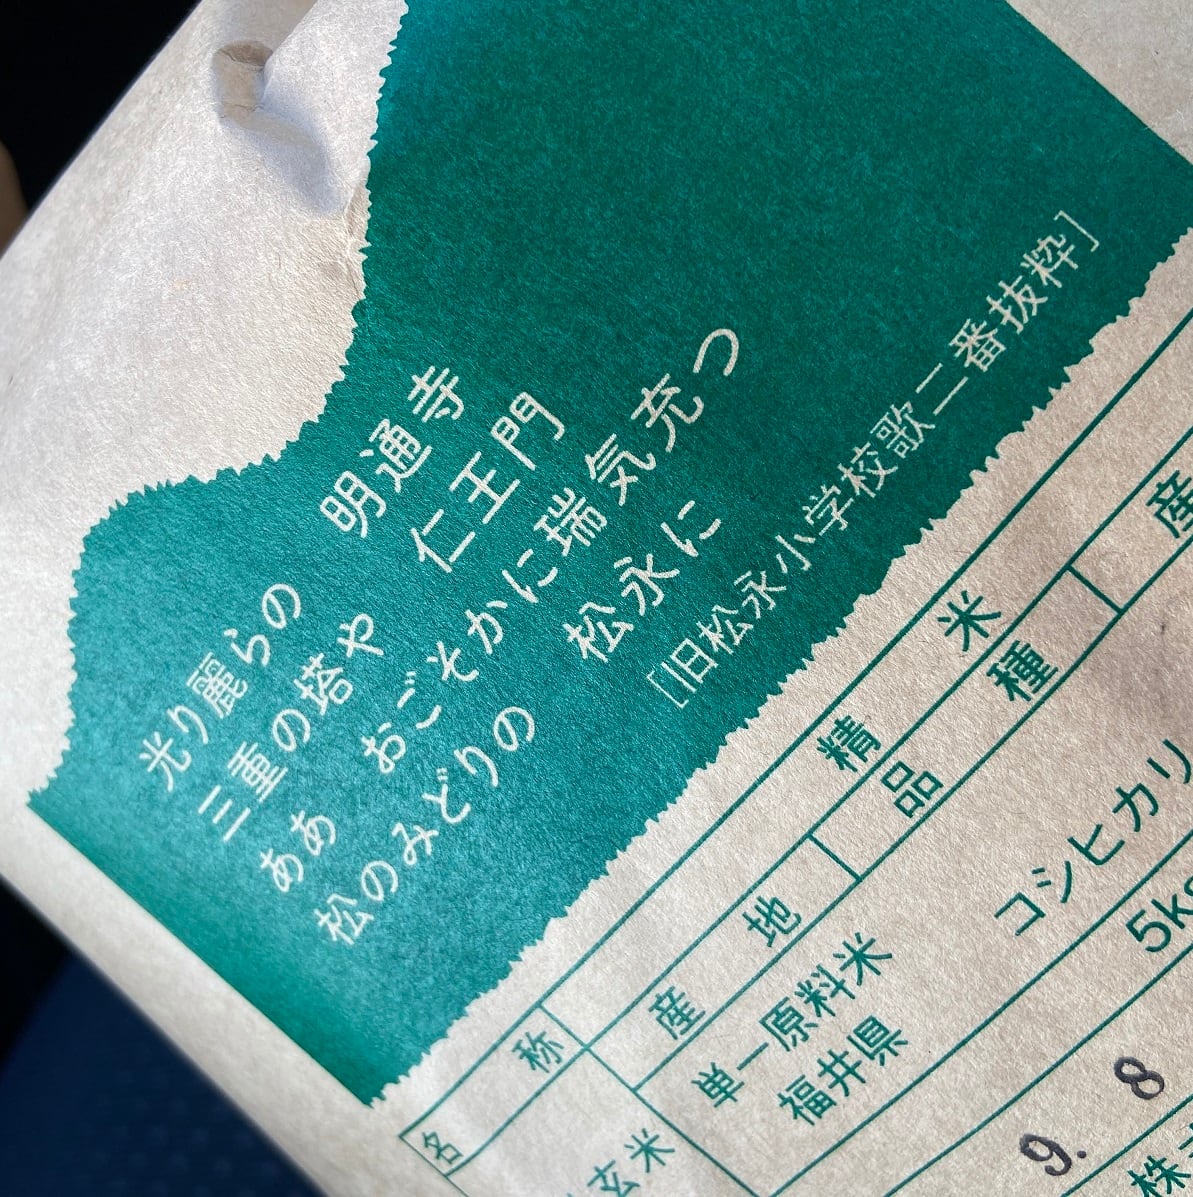 光り麗らの 明通寺
三重の塔や 仁王門
ああ おごそかに瑞気充つ
松のみどりの 松永に
[旧松永小学校歌二番抜粋]
名 称 精 米
産 地 品 種 産
単一原料米
福井県 コシヒカリ
玄米 5kg
9. 8
株